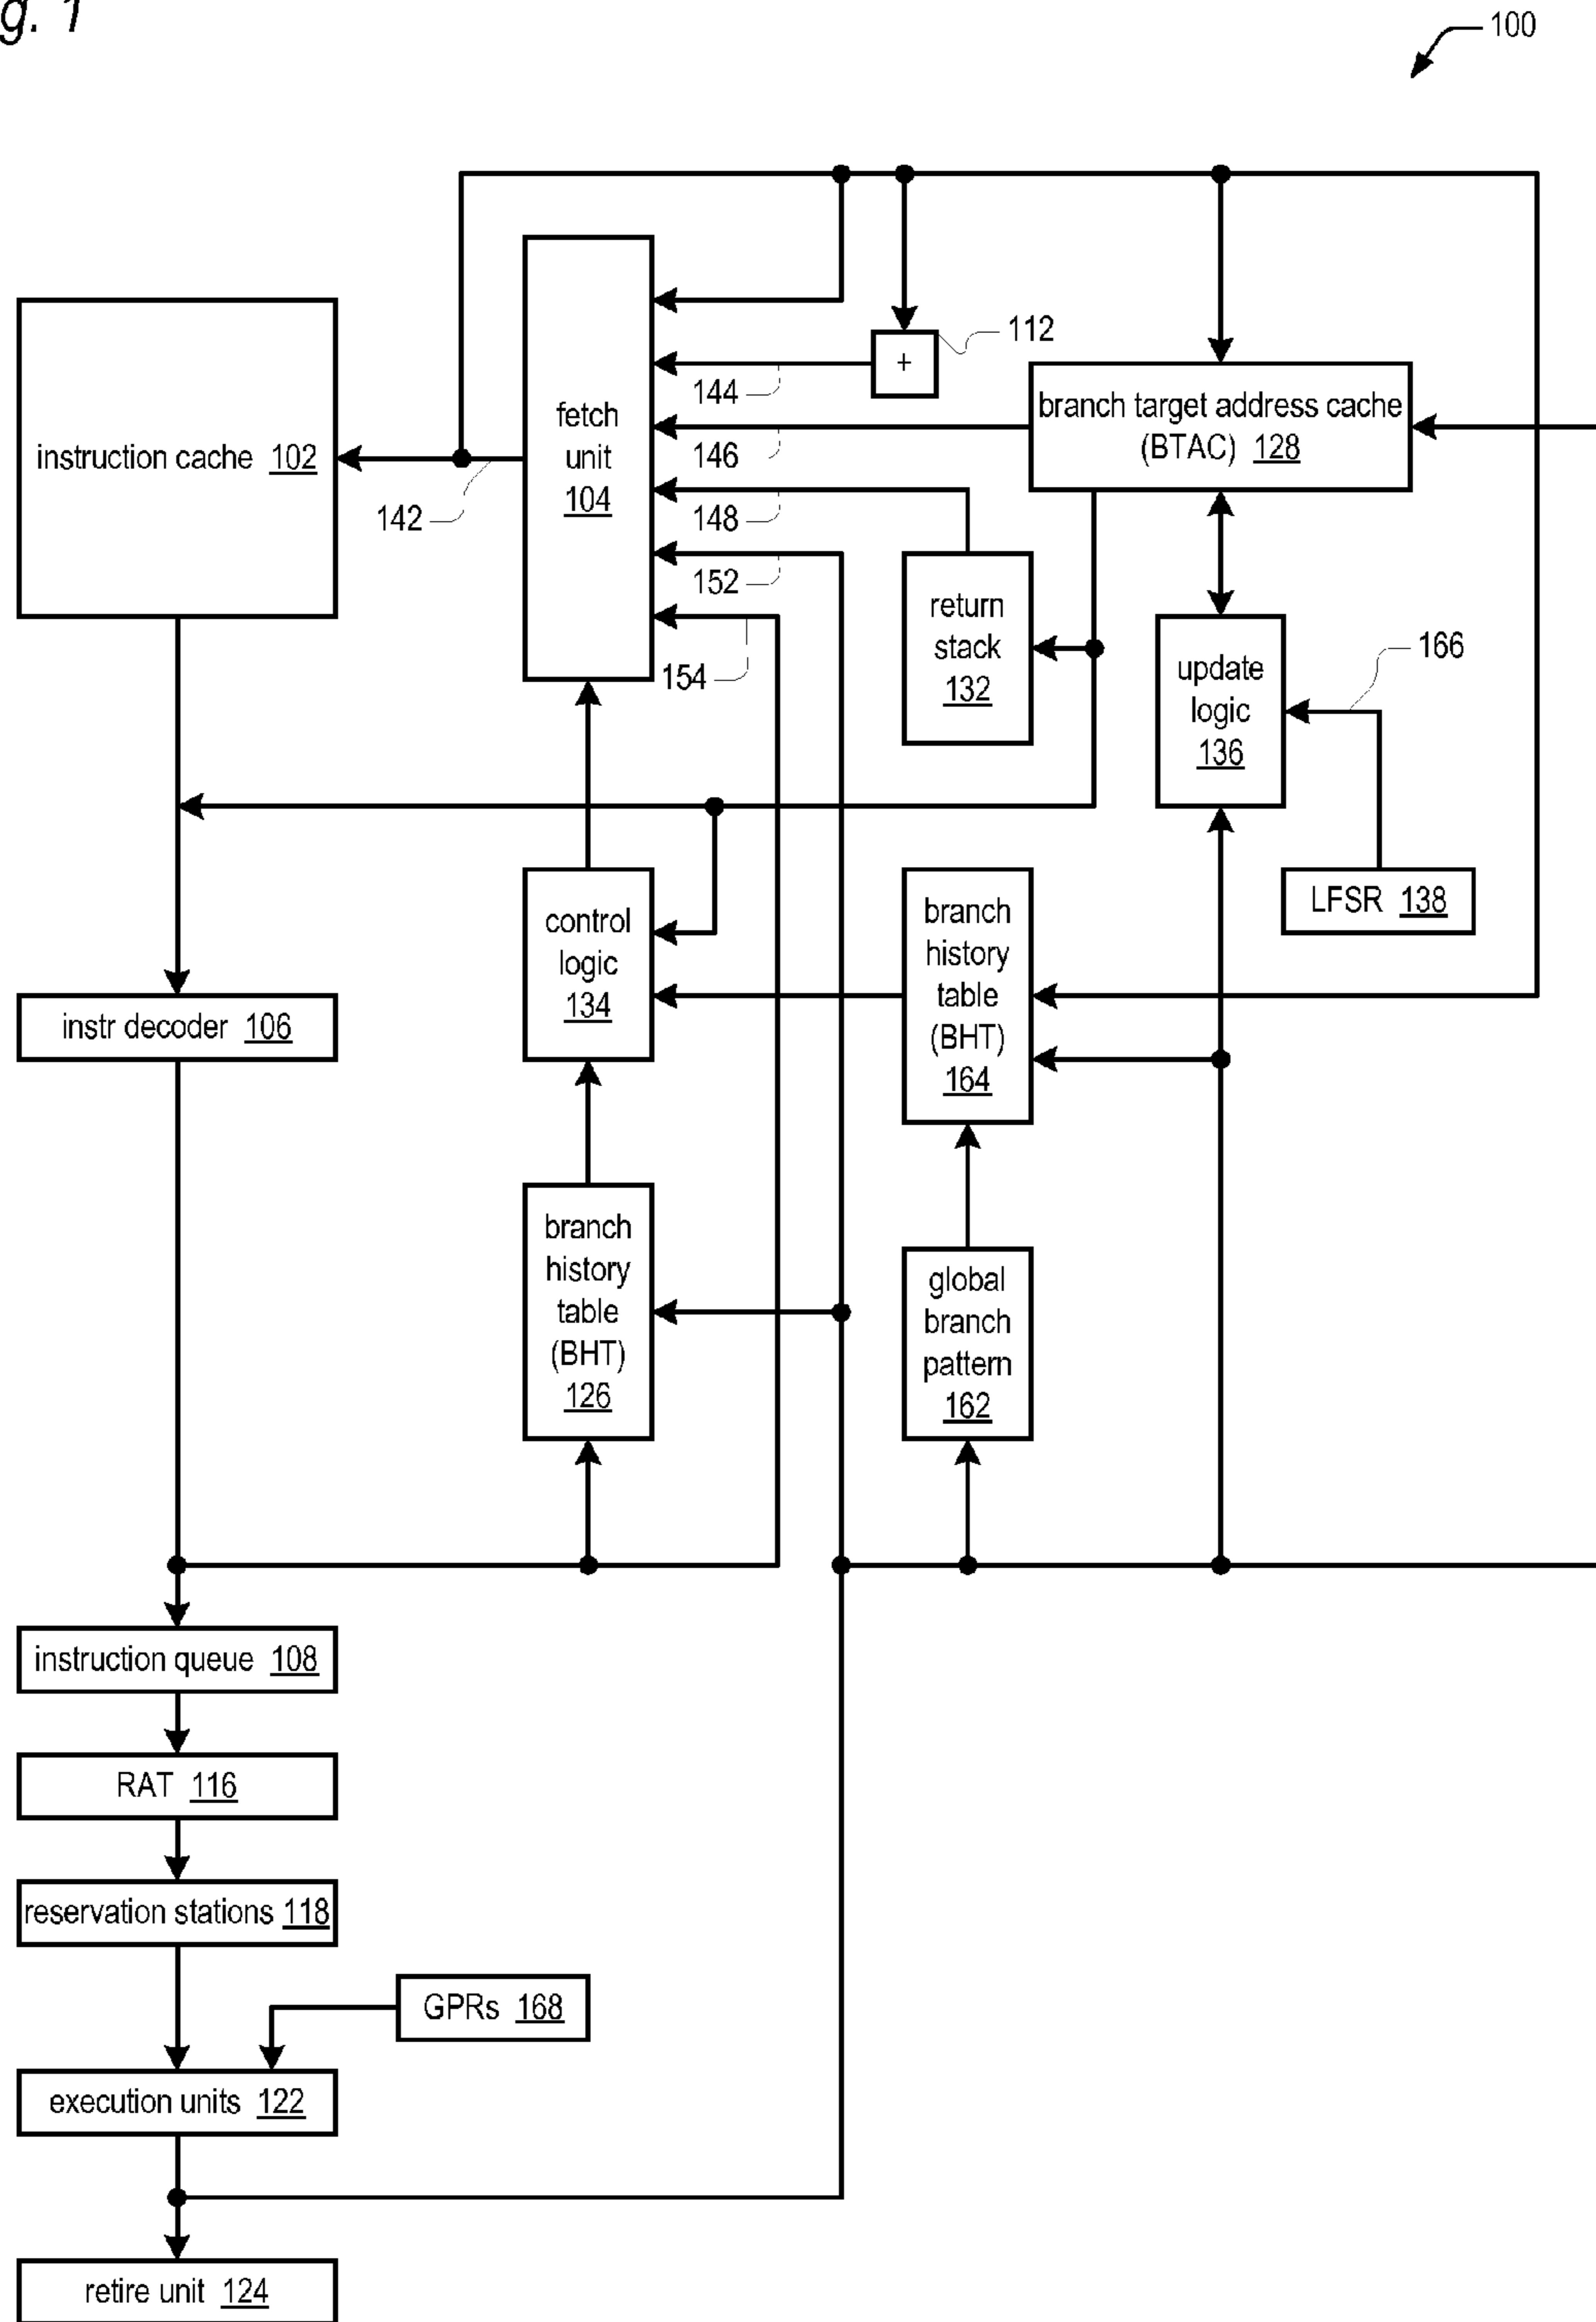 g. 1
100
112
fetch
unit
104
144
branch target address cache
(BTAC) 128
instruction cache 102
146
142
148
152
return
stack
132
154
update
logic
136
166
control
logic
134
branch
history
table
(BHT)
164
LFSR 138
instr decoder 106
branch
history
table
(BHT)
126
global
branch
pattern
162
instruction queue 108
RAT 116
reservation stations 118
GPRs 168
execution units 122
retire unit 124
+